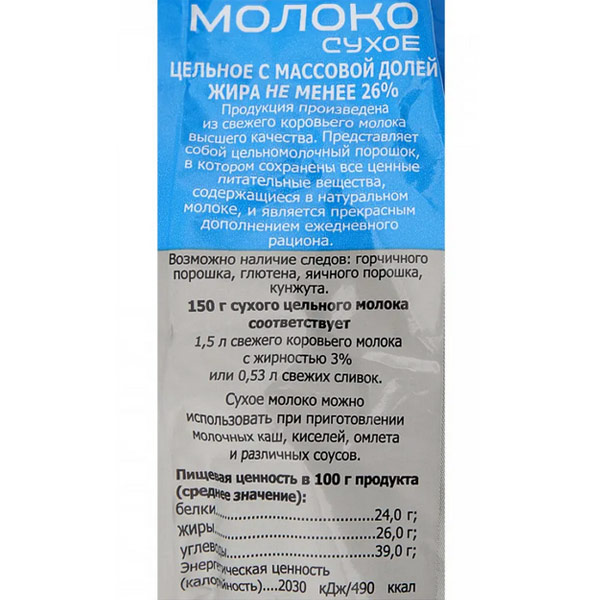 МОЛОКО
СУХОЕ
ЦЕЛЬНОЕ С МАССОВОЙ ДОЛЕЙ
ЖИРА НЕ МЕНЕЕ 26%
Продукция произведена
из свежего коровьего молока
высшего качества. Представляет
собой цельномолочный порошок,
в котором сохранены все ценные
питательные вещества,
содержащиеся в натуральном
молоке, и является прекрасным
дополнением ежедневного
рациона.
Возможно наличие следов: горчичного
порошка, глютена, яичного порошка,
кунжута.
150 г сухого цельного молока
соответствует
1,5 л свежего коровьего молока
с жирностью 3%
или 0,53 л свежих сливок.
Сухое молоко можно
использовать при приготовлении
молочных каш, киселей, омлета
и различных соусов.
Пищевая ценность в 100 г продукта
(среднее значение):
белки.......................24,0 г;
жиры.......................26,0 г;
углеводы..................39,0 г;
Энергетическая ценность
(калорийность)....2030 кДж/490 ккал